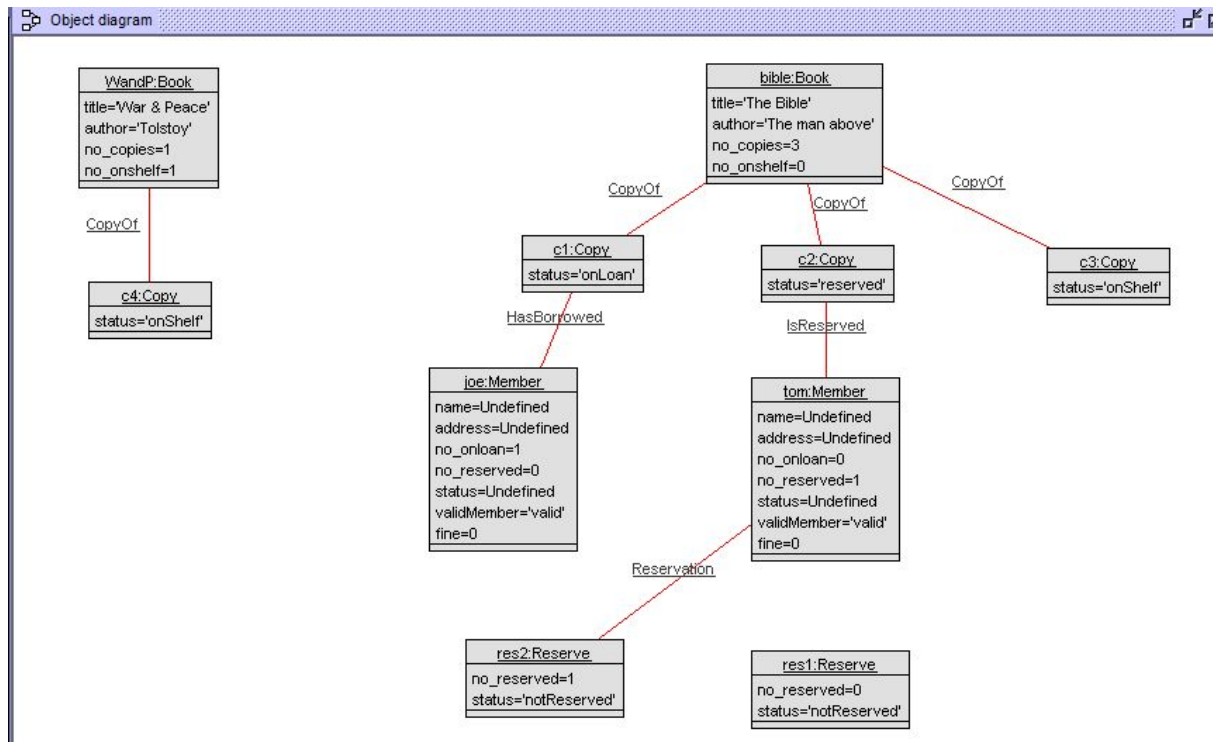 Object diagram
WandP:Book
title='War & Peace'
author='Tolstoy'
no_copies=1
no_onshelf=1
bible:Book
title='The Bible'
author='The man above'
no_copies=3
no_onshelf=0
CopyOf
CopyOf
CopyOf
CopyOf
c4:Copy
status='onShelf'
c1:Copy
status='onLoan'
c2:Copy
status='reserved'
c3:Copy
status='onShelf'
HasBorrowed
IsReserved
joe:Member
name=Undefined
address=Undefined
no_onloan=1
no_reserved=0
status=Undefined
validMember='valid'
fine=0
tom:Member
name=Undefined
address=Undefined
no_onloan=0
no_reserved=1
status=Undefined
validMember='valid'
fine=0
Reservation
res2:Reserve
no_reserved=1
status='notReserved'
res1:Reserve
no_reserved=0
status='notReserved'